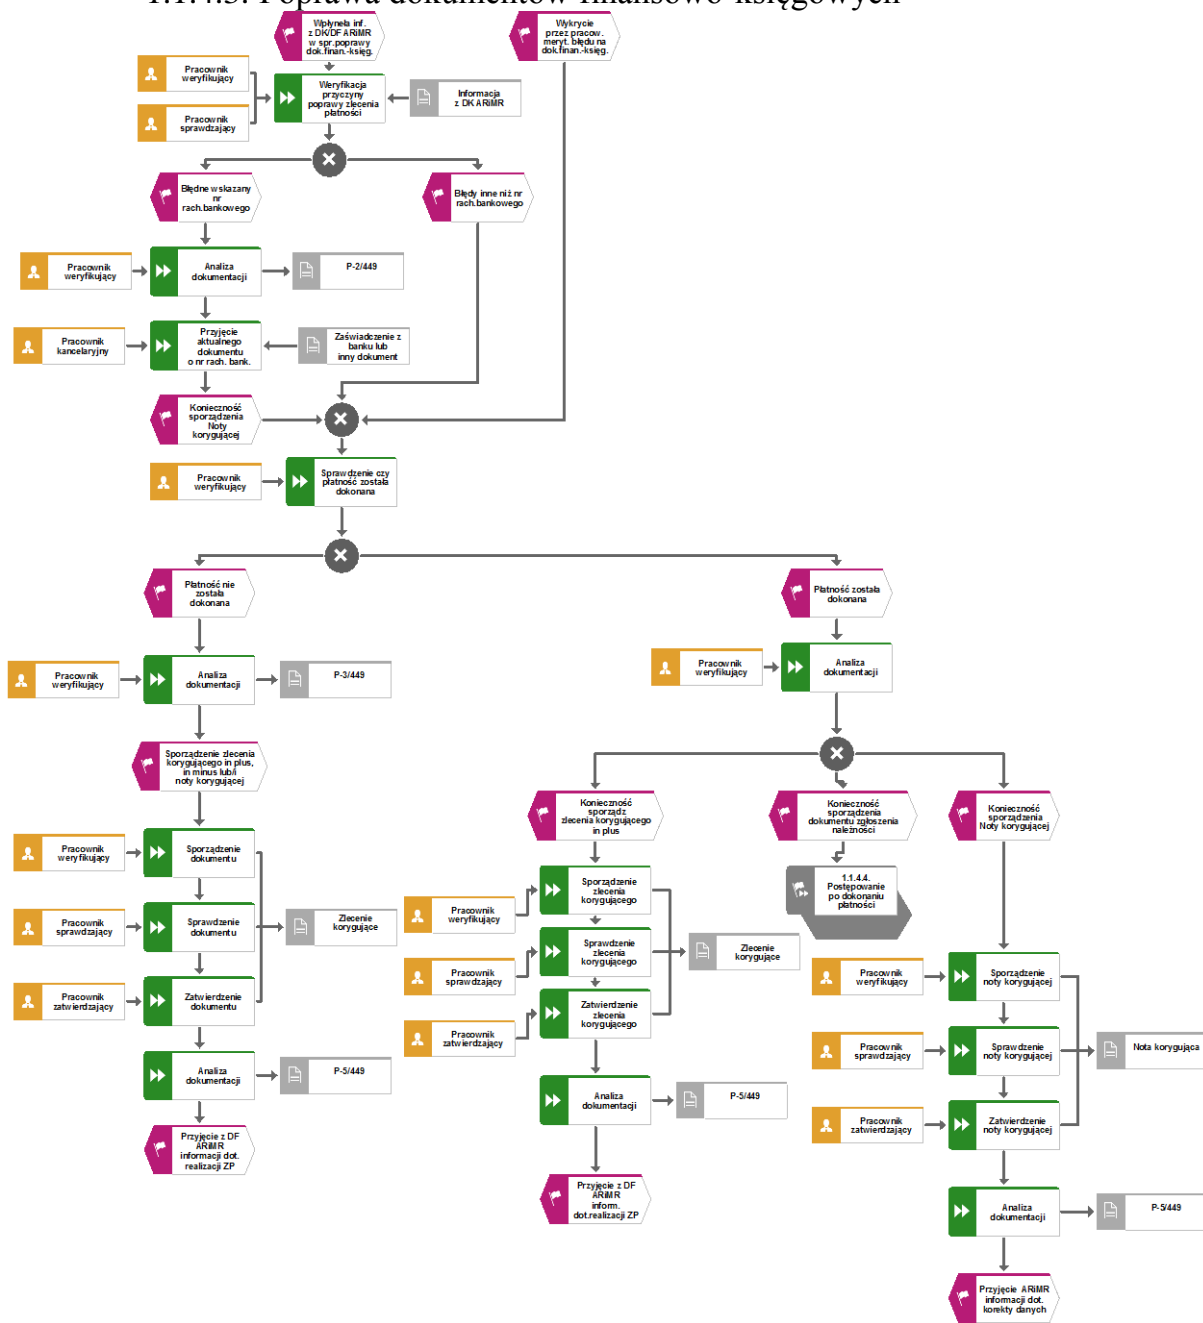 1.1.4.3. Poprawa dokumentów finansowo-księgowych
Wpłynęła inf.
z DK/DF ARiMR
w spr.poprawy
dok.finan.-księg.
Wykrycie
przez pracow.
meryt. błędu na
dok.finan.-księg.
Pracownik
weryfikujący
Pracownik
sprawdzający
Weryfikacja
przyczyny
poprawy zlecenia
płatności
Informacja
z DK ARiMR
Błędne wskazany
nr
rach.bankowego
Błędy inne niż nr
rach.bankowego
Pracownik
weryfikujący
Analiza
dokumentacji
P-2/449
Pracownik
kancelaryjny
Przyjęcie
aktualnego
dokumentu
o nr rach. bank.
Zaświadczenie z
banku lub
inny dokument
Konieczność
sporządzenia
Noty
korygującej
Pracownik
weryfikujący
Sprawdzenie czy
płatność została
dokonana
Płatność nie
została
dokonana
Płatność została
dokonana
Pracownik
weryfikujący
Analiza
dokumentacji
P-3/449
Pracownik
weryfikujący
Analiza
dokumentacji
Sporządzenie zlecenia
korygującego in plus,
in minus lub/i
noty korygującej
Konieczność
sporządz
zlecenia korygującego
in plus
Konieczność
sporządzenia
dokumentu zgłoszenia
należności
Konieczność
sporządzenia
Noty korygującej
Pracownik
weryfikujący
Sporządzenie
dokumentu
Pracownik
sprawdzający
Sprawdzenie
dokumentu
Zlecenie
korygujące
Pracownik
zatwierdzający
Zatwierdzenie
dokumentu
Analiza
dokumentacji
P-5/449
Przyjęcie z DF
ARiMR
informacji dot.
realizacji ZP
Pracownik
weryfikujący
Sporządzenie
zlecenia
korygującego
Pracownik
sprawdzający
Sprawdzenie
zlecenia
korygującego
Zlecenie
korygujące
Pracownik
zatwierdzający
Zatwierdzenie
zlecenia
korygującego
Analiza
dokumentacji
P-5/449
Przyjęcie z DF
ARiMR
inform.
dot.realizacji ZP
1.1.4.4.
Postępowanie
po dokonaniu
płatności
Pracownik
weryfikujący
Sporządzenie
noty korygującej
Pracownik
sprawdzający
Sprawdzenie
noty korygującej
Nota korygująca
Pracownik
zatwierdzający
Zatwierdzenie
noty korygującej
Analiza
dokumentacji
P-5/449
Przyjęcie ARiMR
informacji dot.
korekty danych